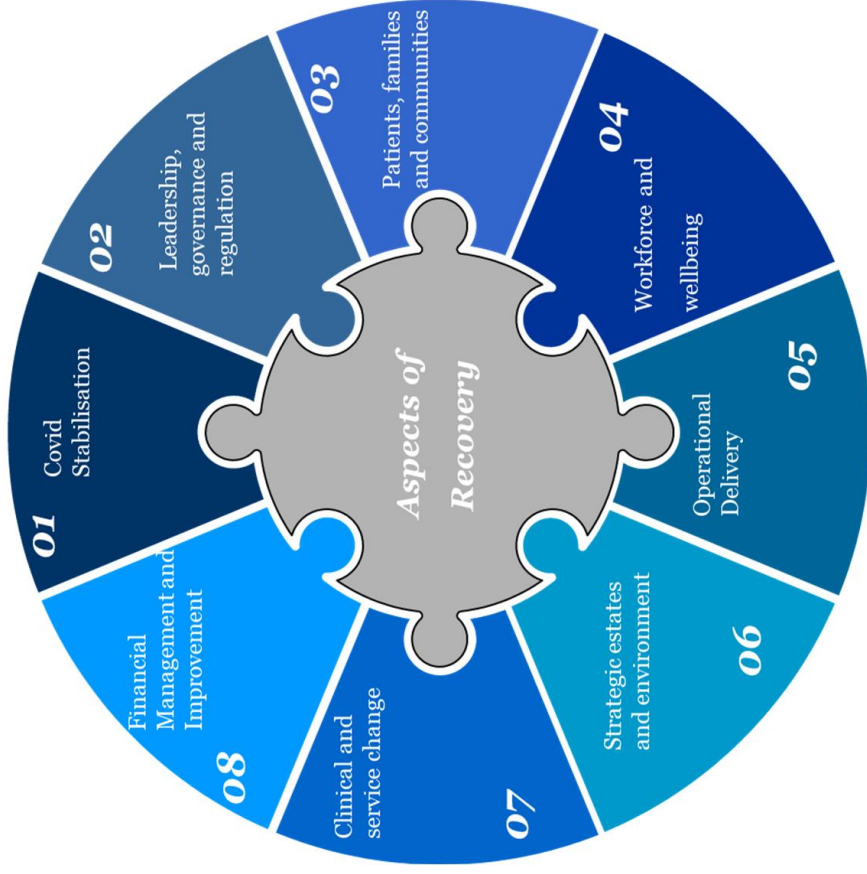 Aspects of
Recovery
01
Covid
Stabilisation
02
Leadership,
governance and
regulation
03
Patients, families
and communities
04
Workforce and
wellbeing
05
Operational
Delivery
06
Strategic estates
and environment
07
Clinical and
service change
08
Financial
Management and
Improvement